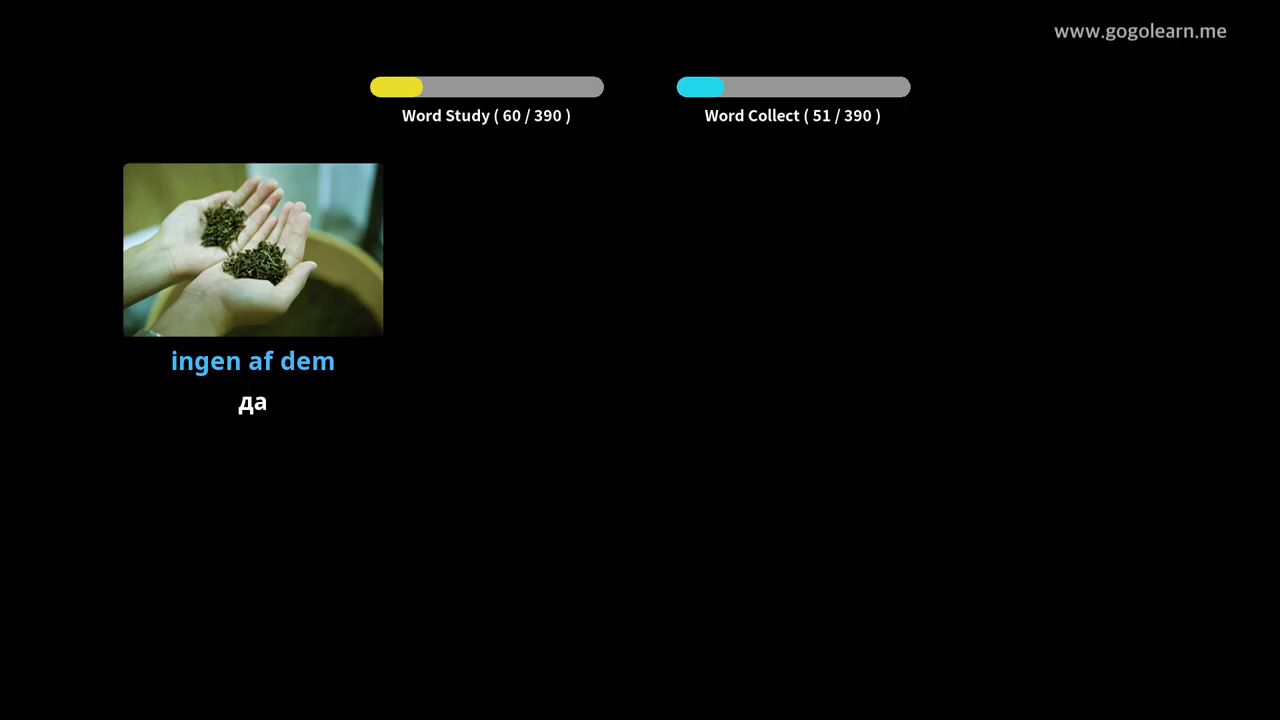 www.gogolearn.me
Word Study ( 60 / 390 )
Word Collect ( 51 / 390 )
ingen af dem
да